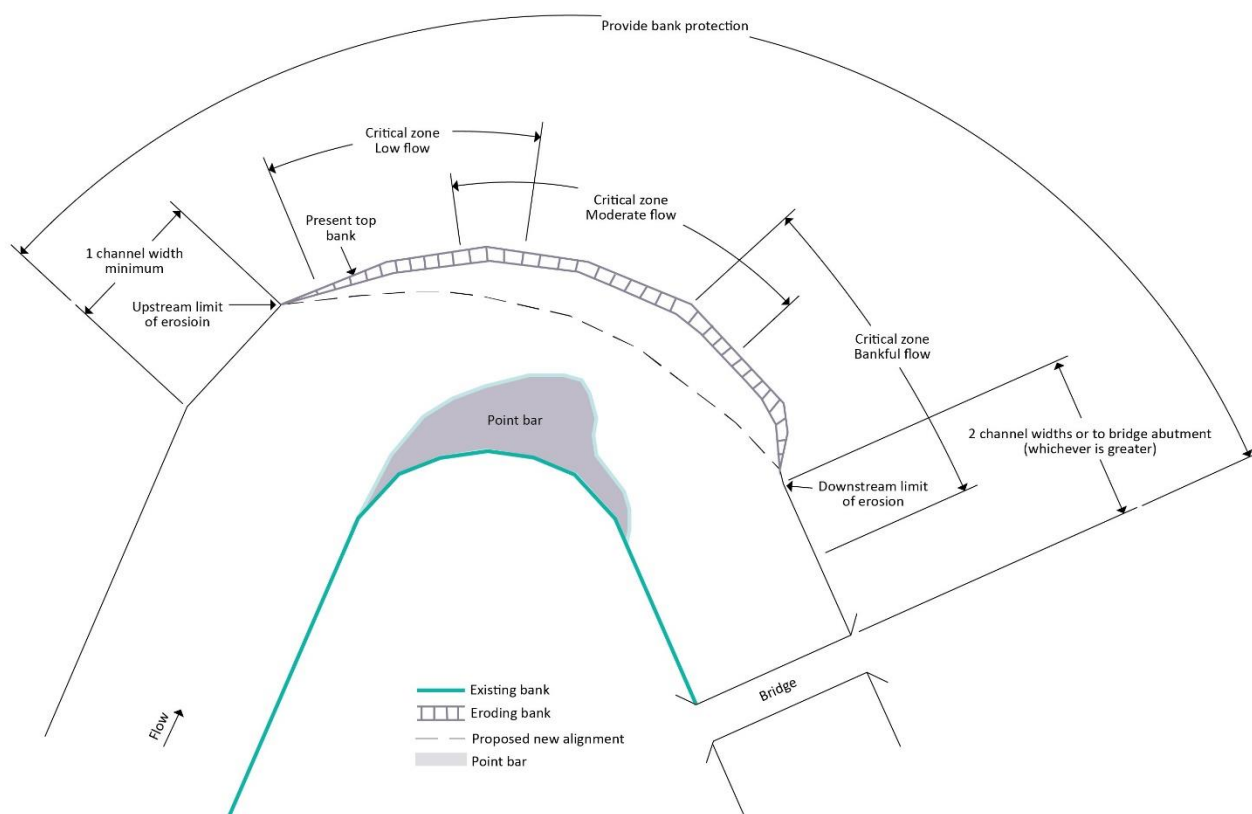 Provide bank protection
Critical zone
Low flow
Critical zone
Moderate flow
Present top
bank
1 channel width
minimum
Upstream limit
of erosioin
Critical zone
Bankful flow
Point bar
2 channel widths or to bridge abutment
(whichever is greater)
Downstream limit
of erosion
Existing bank
Eroding bank
Proposed new alignment
Point bar
Bridge
Flow